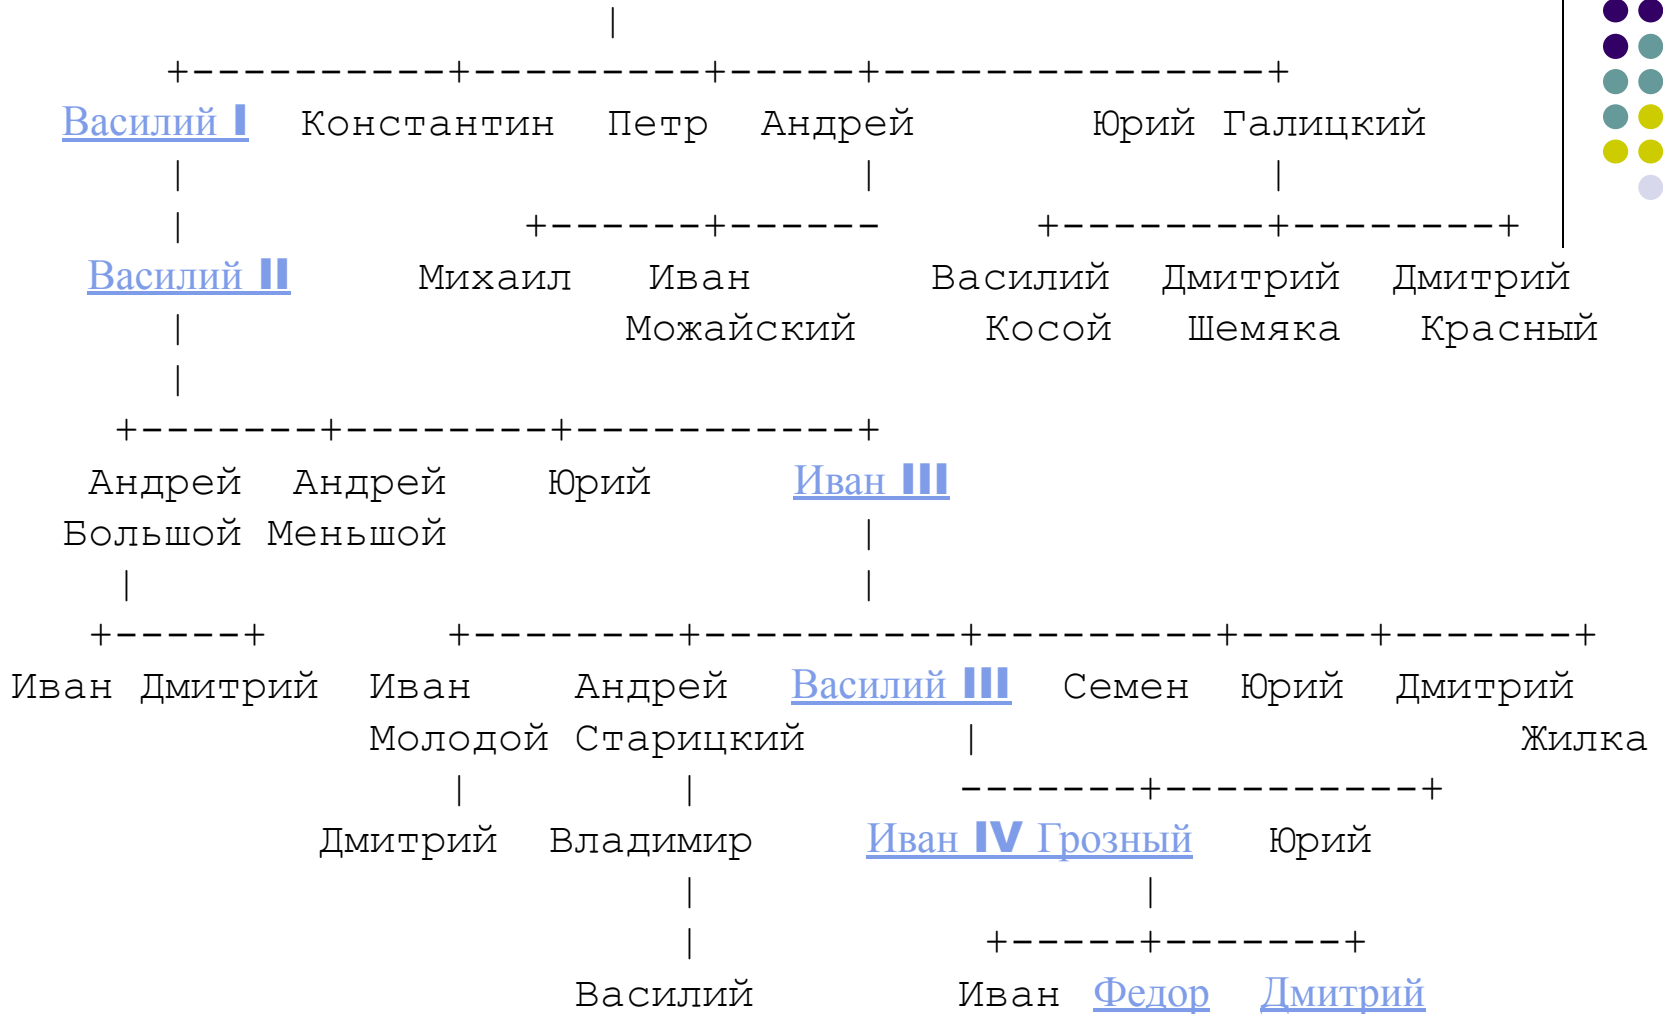 Василий I Константин Петр Андрей Юрий Галицкий
Василий II Михаил Иван Василий Дмитрий Дмитрий
Можайский Косой Шемяка Красный
Андрей Андрей Юрий Иван III
Большой Меньшой
Иван Дмитрий Иван Андрей Василий III Семен Юрий Дмитрий
Молодой Старицкий Жилка
Дмитрий Владимир Иван IV Грозный Юрий
Василий Иван Федор Дмитрий